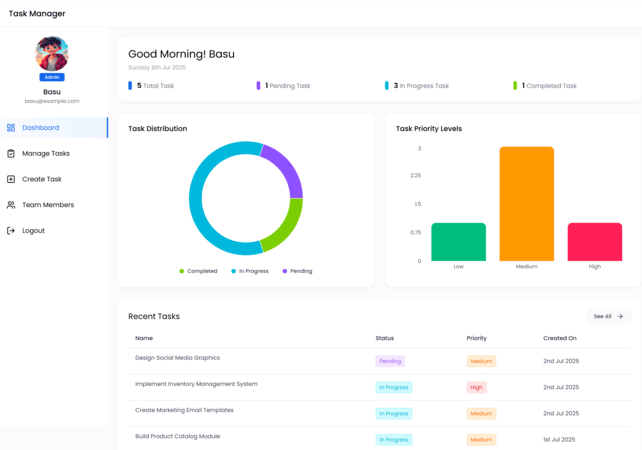 Task Manager
Admin
Basu
basu@example.com
Dashboard
Manage Tasks
Create Task
Team Members
Logout
Good Morning! Basu
Sunday 6th Jul 2025
5 Total Task
1 Pending Task
3 In Progress Task
1 Completed Task
Task Distribution
Completed In Progress Pending
Task Priority Levels
3
2.25
1.5
0.75
0
Low Medium High
Recent Tasks
See All →
Name Status Priority Created On
Design Social Media Graphics Pending Medium 2nd Jul 2025
Implement Inventory Management System In Progress High 2nd Jul 2025
Create Marketing Email Templates In Progress Medium 2nd Jul 2025
Build Product Catalog Module In Progress Medium 1st Jul 2025